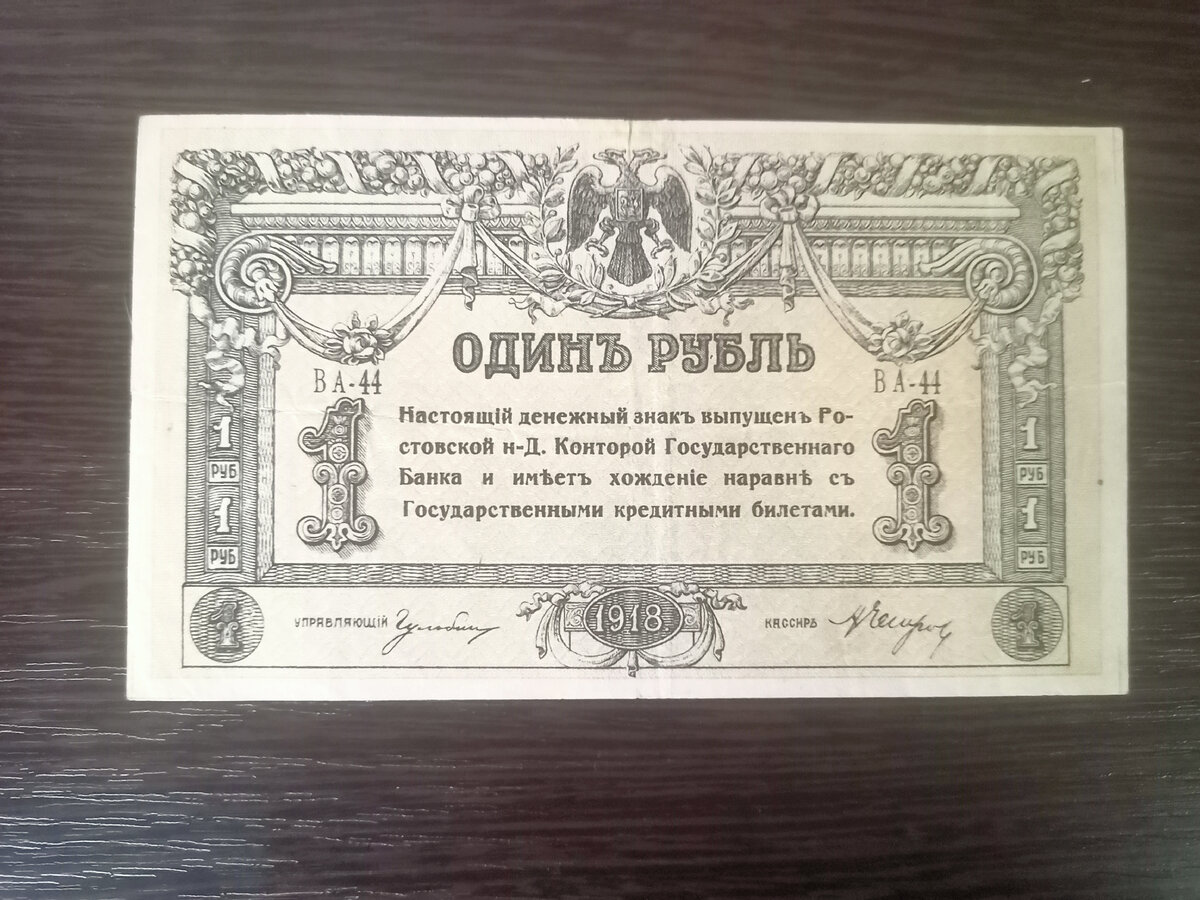 ОДИНЪ РУБЛЬ
ВА-44 ВА-44
Настоящій денежный знакъ выпущенъ Ро-
стовской н-Д. Конторой Государственнаго
Банка и имѣетъ хожденіе наравнѣ съ
Государственными кредитными билетами.
1 1
1 1
РУБ РУБ
1 1
РУБ РУБ
1 УПРАВЛЯЮЩІЙ 1918 КАССИРЪ 1